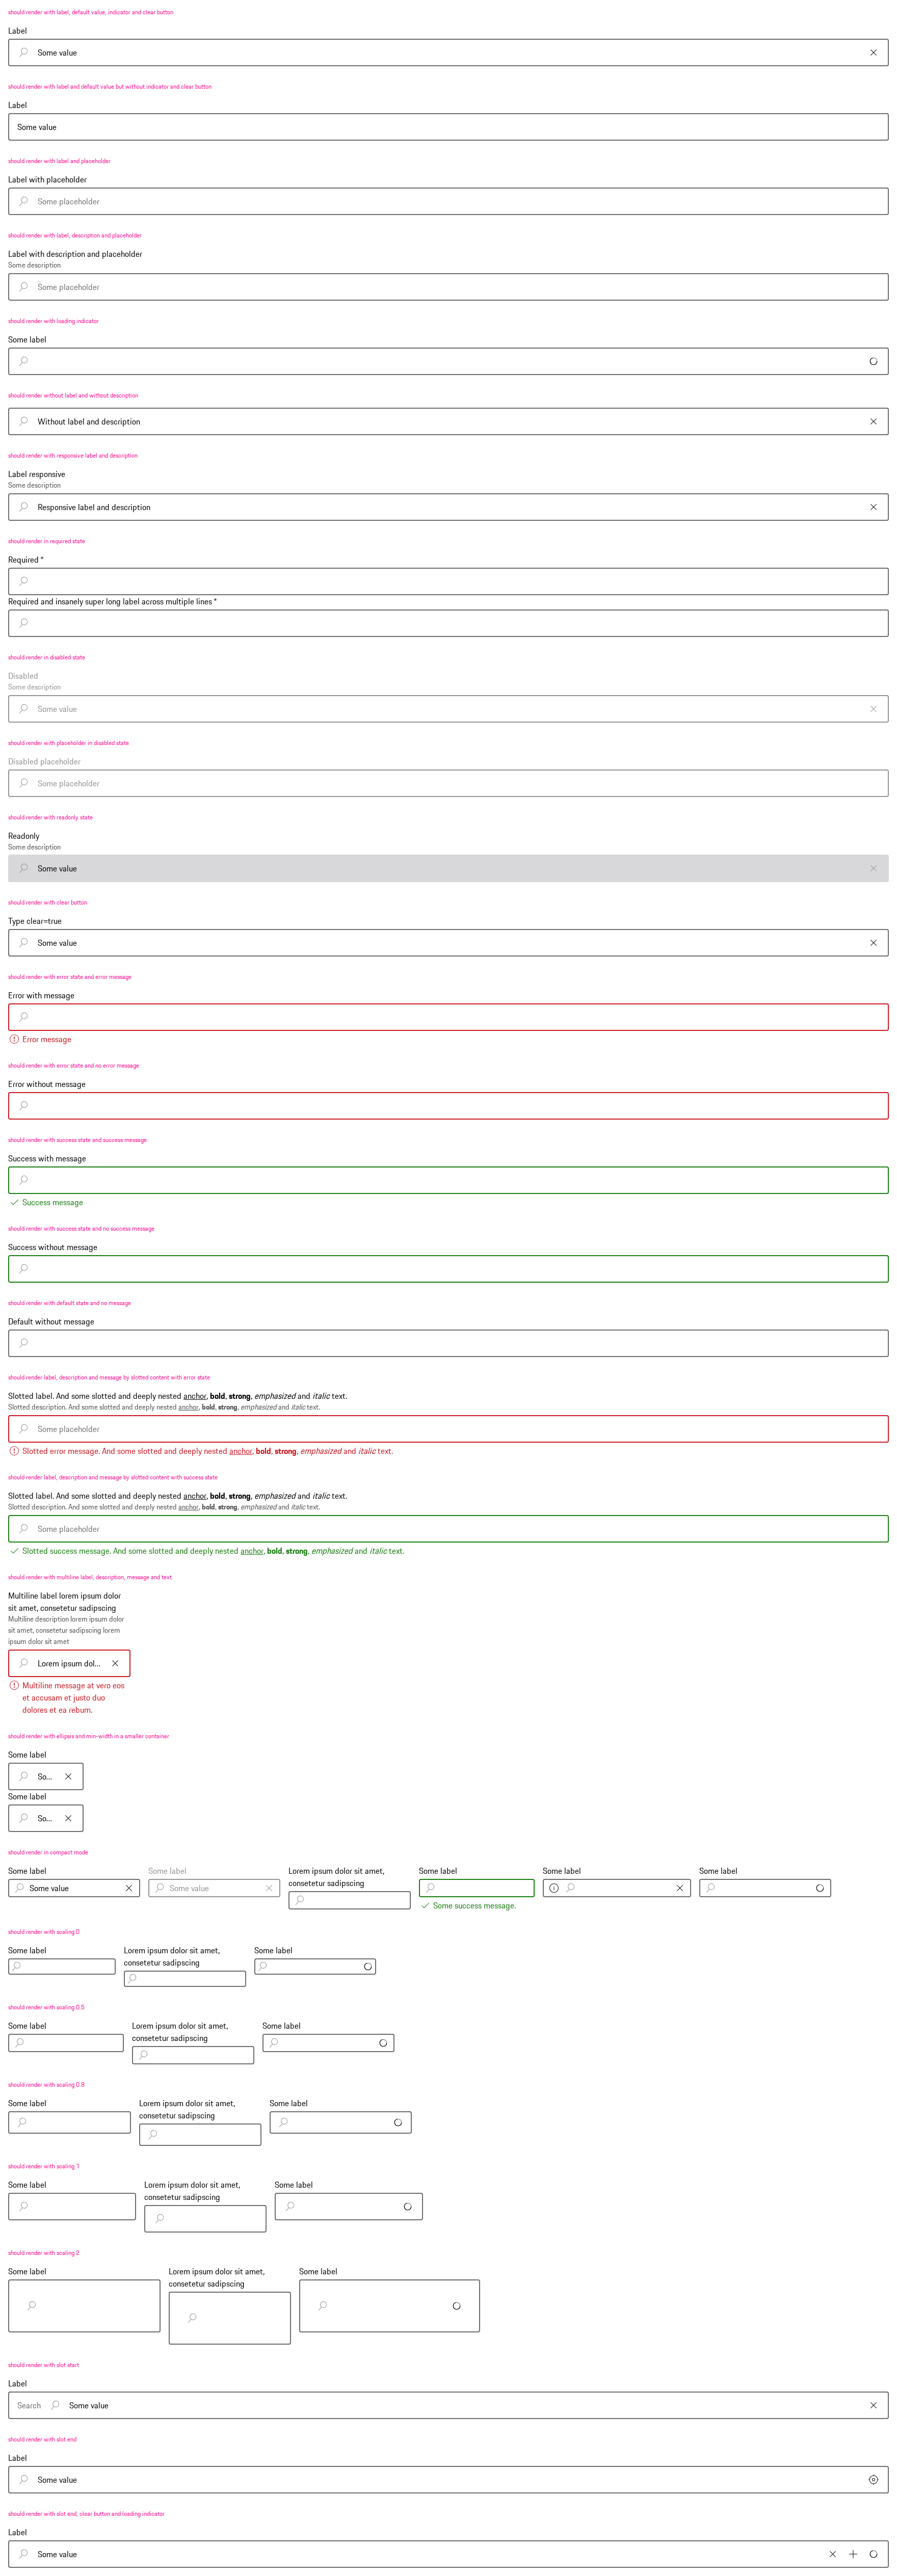 should render with label, default value, indicator and clear button
Label
Some value
should render with label and default value but without indicator and clear button
Label
Some value
should render with label and placeholder
Label with placeholder
Some placeholder
should render with label, description and placeholder
Label with description and placeholder
Some description
Some placeholder
should render with loading indicator
Some label
should render without label and without description
Without label and description
should render with responsive label and description
Label responsive
Some description
Responsive label and description
should render in required state
Required *
Required and insanely super long label across multiple lines *
should render in disabled state
Disabled
Some description
Some value
should render with placeholder in disabled state
Disabled placeholder
Some placeholder
should render with readonly state
Readonly
Some description
Some value
should render with clear button
Type clear=true
Some value
should render with error state and error message
Error with message
Error message
should render with error state and no error message
Error without message
should render with success state and success message
Success with message
Success message
should render with success state and no success message
Success without message
should render with default state and no message
Default without message
should render label, description and message by slotted content with error state
Slotted label. And some slotted and deeply nested anchor, bold, strong, emphasized and italic text.
Slotted description. And some slotted and deeply nested anchor, bold, strong, emphasized and italic text.
Some placeholder
Slotted error message. And some slotted and deeply nested anchor, bold, strong, emphasized and italic text.
should render label, description and message by slotted content with success state
Slotted label. And some slotted and deeply nested anchor, bold, strong, emphasized and italic text.
Slotted description. And some slotted and deeply nested anchor, bold, strong, emphasized and italic text.
Some placeholder
Slotted success message. And some slotted and deeply nested anchor, bold, strong, emphasized and italic text.
should render with multiline label, description, message and text
Multiline label lorem ipsum dolor
sit amet, consetetur sadipscing
Multiline description lorem ipsum dolor
sit amet, consetetur sadipscing lorem
ipsum dolor sit amet
Lorem ipsum dol...
Multiline message at vero eos
et accusam et justo duo
dolores et ea rebum.
should render with ellipsis and min-width in a smaller container
Some label
So...
Some label
So...
should render in compact mode
Some label
Some value
Some label
Some value
Lorem ipsum dolor sit amet,
consetetur sadipscing
Some label
Some success message.
Some label
Some label
should render with scaling 0
Some label
Lorem ipsum dolor sit amet,
consetetur sadipscing
Some label
should render with scaling 0.5
Some label
Lorem ipsum dolor sit amet,
consetetur sadipscing
Some label
should render with scaling 0.8
Some label
Lorem ipsum dolor sit amet,
consetetur sadipscing
Some label
should render with scaling 1
Some label
Lorem ipsum dolor sit amet,
consetetur sadipscing
Some label
should render with scaling 2
Some label
Lorem ipsum dolor sit amet,
consetetur sadipscing
Some label
should render with slot start
Label
Search
Some value
should render with slot end
Label
Some value
should render with slot end, clear button and loading indicator
Label
Some value